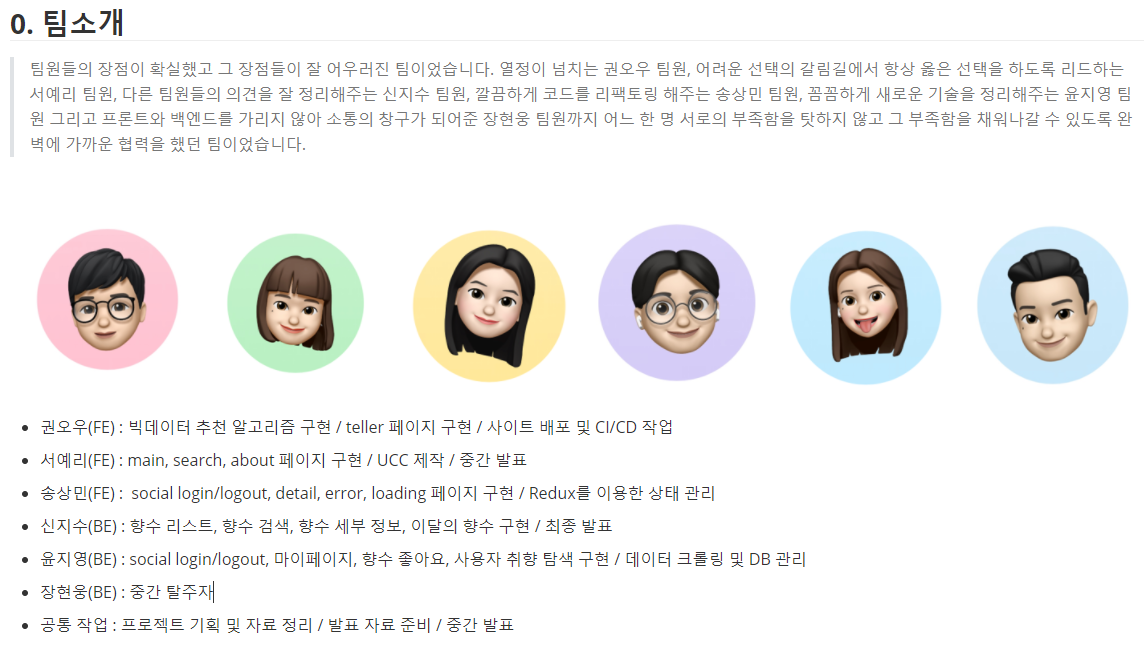 0. 팀소개
팀원들의 장점이 확실했고 그 장점들이 잘 어우러진 팀이었습니다. 열정이 넘치는 권오우 팀원, 어려운 선택의 갈림길에서 항상 옳은 선택을 하도록 리드하는
서예리 팀원, 다른 팀원들의 의견을 잘 정리해주는 신지수 팀원, 깔끔하게 코드를 리팩토링 해주는 송상민 팀원, 꼼꼼하게 새로운 기술을 정리해주는 윤지영 팀
원 그리고 프론트와 백엔드를 가리지 않아 소통의 창구가 되어준 장현웅 팀원까지 어느 한 명 서로의 부족함을 탓하지 않고 그 부족함을 채워나갈 수 있도록 완
벽에 가까운 협력을 했던 팀이었습니다.
• 권오우(FE) : 빅데이터 추천 알고리즘 구현 / teller 페이지 구현 / 사이트 배포 및 CI/CD 작업
• 서예리(FE) : main, search, about 페이지 구현 / UCC 제작 / 중간 발표
• 송상민(FE) :  social login/logout, detail, error, loading 페이지 구현 / Redux를 이용한 상태 관리
• 신지수(BE) : 향수 리스트, 향수 검색, 향수 세부 정보, 이달의 향수 구현 / 최종 발표
• 윤지영(BE) : social login/logout, 마이페이지, 향수 좋아요, 사용자 취향 탐색 구현 / 데이터 크롤링 및 DB 관리
• 장현웅(BE) : 중간 탈주자
• 공통 작업 : 프로젝트 기획 및 자료 정리 / 발표 자료 준비 / 중간 발표